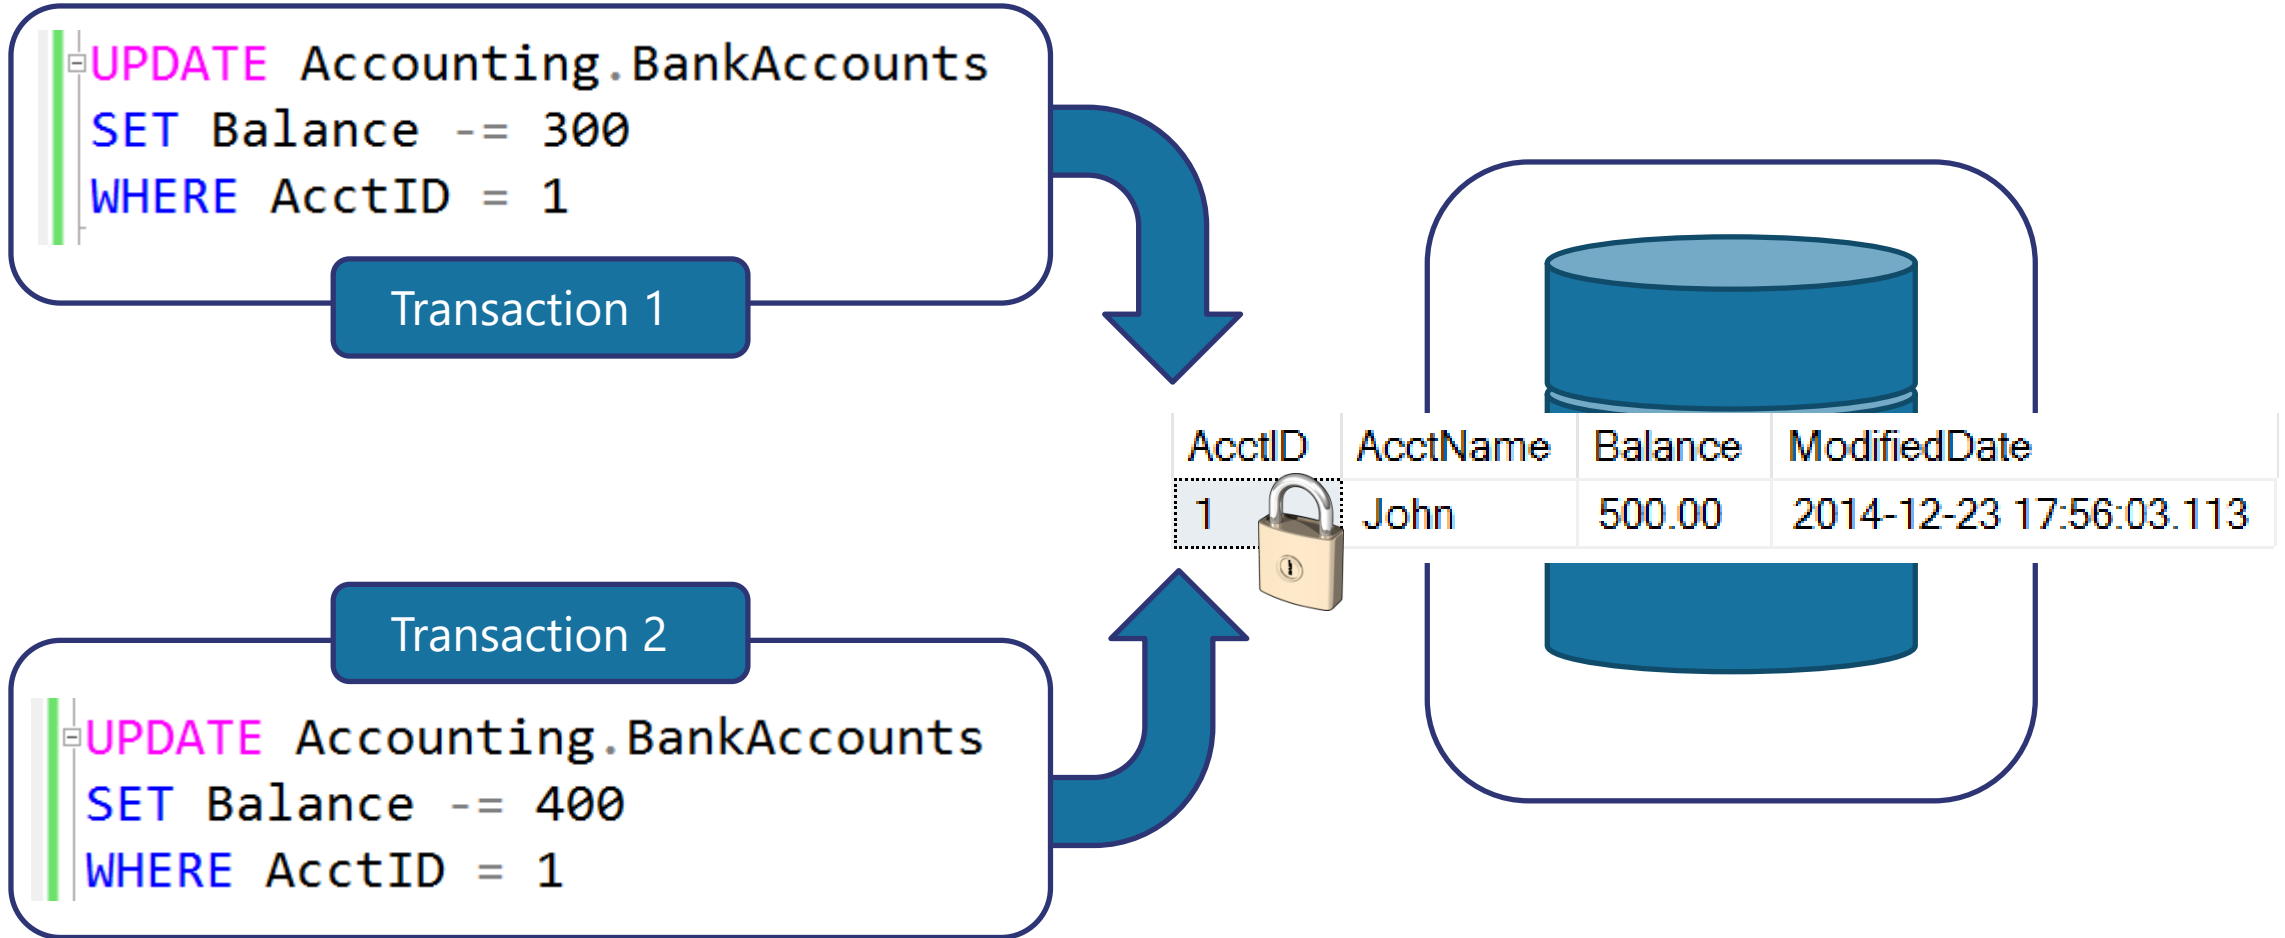 UPDATE Accounting.BankAccounts
SET Balance -= 300
WHERE AcctID = 1
Transaction 1
AcctID AcctName Balance ModifiedDate
1 John 500.00 2014-12-23 17:56:03.113
Transaction 2
UPDATE Accounting.BankAccounts
SET Balance -= 400
WHERE AcctID = 1